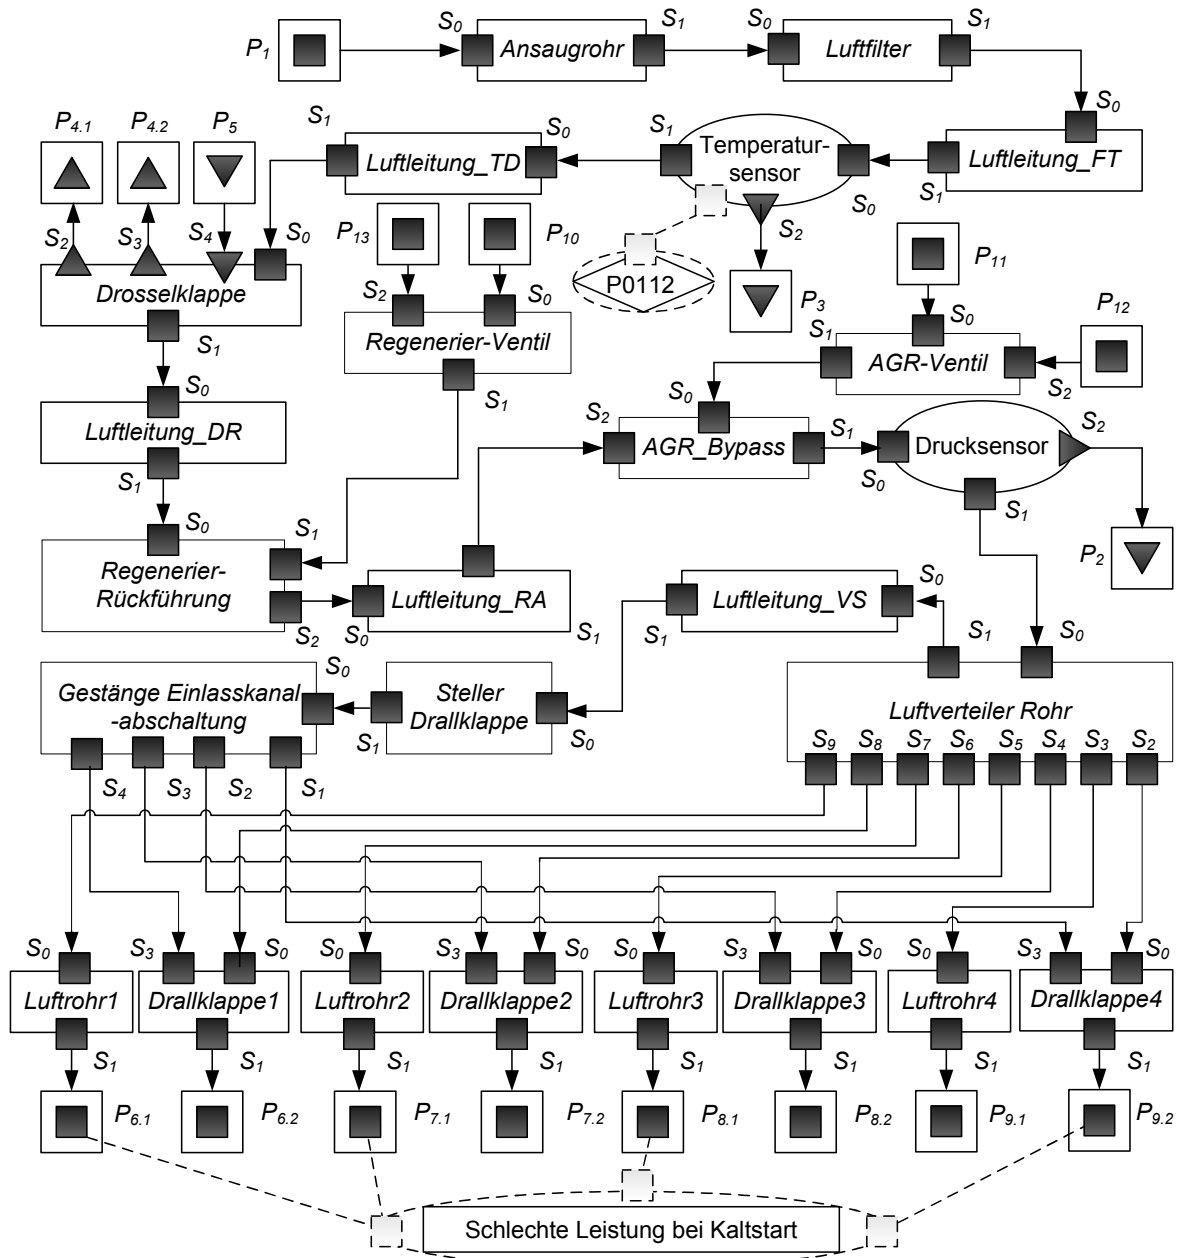 P1
S0
Ansaugrohr
S1
S0
Luftfilter
S1
P4.1
P4.2
P5
S1
Luftleitung_TD
S0
S1
Temperatur-
sensor
S0
S2
S0
Luftleitung_FT
S1
S2
S3
S4
S0
Drosselklappe
S1
P13
P10
S2
S0
Regenerier-Ventil
S1
P0112
P3
P11
P12
S1
S0
AGR-Ventil
S2
S0
Luftleitung_DR
S1
S2
S0
AGR_Bypass
S1
S0
Drucksensor
S2
S1
P2
S0
S1
Regenerier-
Rückführung
S2
S0
Luftleitung_RA
S1
S1
Luftleitung_VS
S0
S1
S0
S0
Gestänge Einlasskanal
-abschaltung
S1
Steller
Drallklappe
S0
Luftverteiler Rohr
S9 S8 S7 S6 S5 S4 S3 S2
S4 S3 S2 S1
S0 S3 S0 S0 S3 S0 S0 S3 S0 S0 S3 S0
Luftrohr1 Drallklappe1 Luftrohr2 Drallklappe2 Luftrohr3 Drallklappe3 Luftrohr4 Drallklappe4
S1 S1 S1 S1 S1 S1 S1 S1
P6.1 P6.2 P7.1 P7.2 P8.1 P8.2 P9.1 P9.2
Schlechte Leistung bei Kaltstart